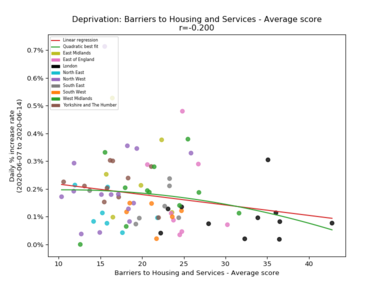 Deprivation: Barriers to Housing and Services - Average score
r=-0.200
Daily % increase rate
(2020-06-07 to 2020-06-14)
0.7%
0.6%
0.5%
0.4%
0.3%
0.2%
0.1%
0.0%
Linear regression
Quadratic best fit
East Midlands
East of England
London
North East
North West
South East
South West
West Midlands
Yorkshire and The Humber
10
15
20
25
30
35
40
Barriers to Housing and Services - Average score